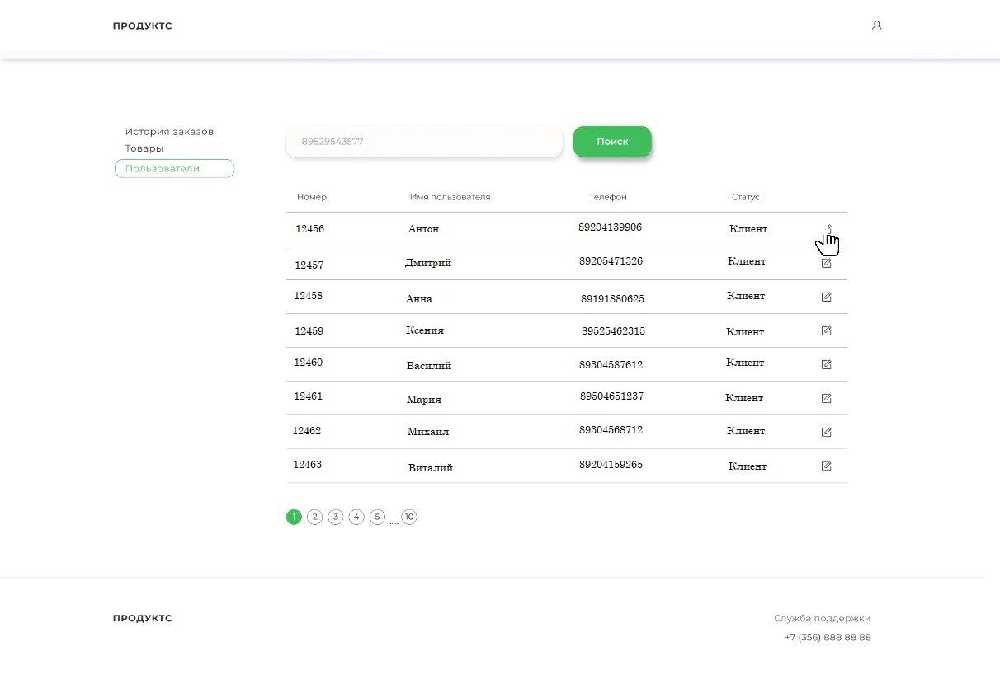 ПРОДУКТС
История заказов
Товары
Пользователи
89529543577
Поиск
Номер Имя пользователя Телефон Статус
12456 Антон 89204139906 Клиент
12457 Дмитрий 89205471326 Клиент
12458 Анна 89191880625 Клиент
12459 Ксения 89525462315 Клиент
12460 Василий 89304587612 Клиент
12461 Мария 89504651237 Клиент
12462 Михаил 89304568712 Клиент
12463 Виталий 89204159265 Клиент
1 2 3 4 5 ..... 10
ПРОДУКТС
Служба поддержки
+7 (356) 888 88 88